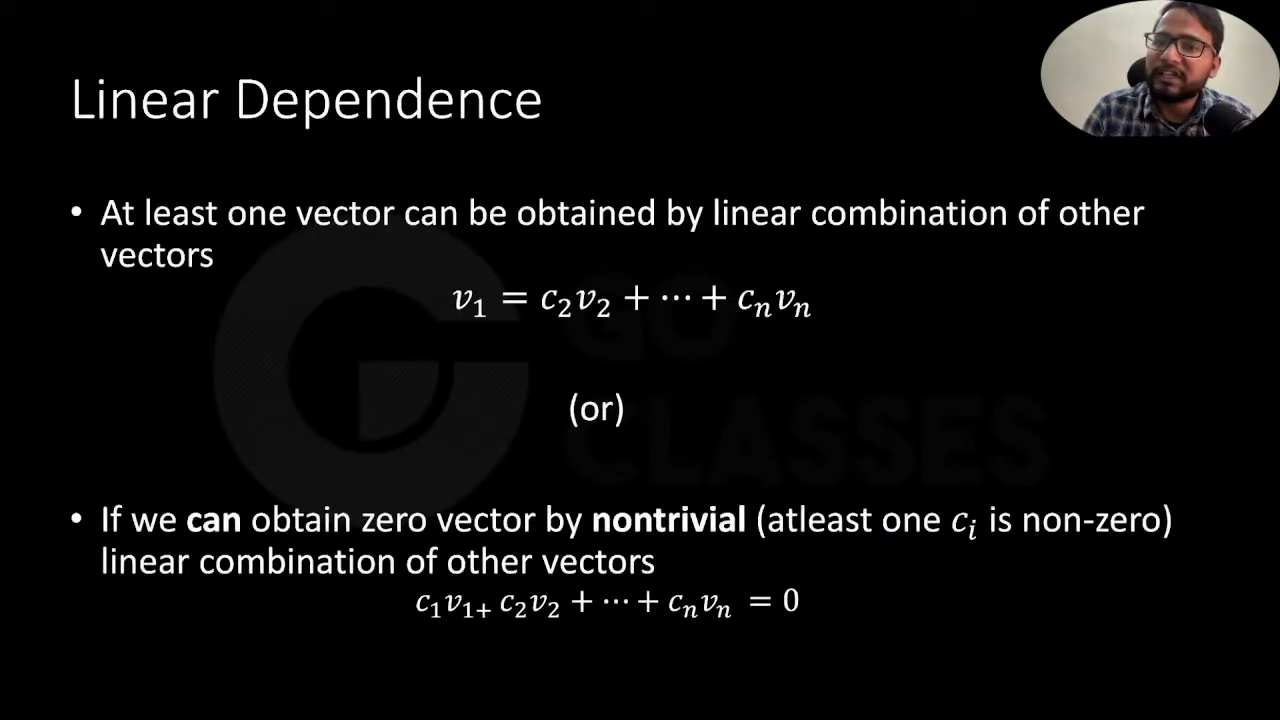 Linear Dependence
• At least one vector can be obtained by linear combination of other
vectors
𝑣₁ = 𝑐₂𝑣₂ + ⋯ + 𝑐ₙ𝑣ₙ
GO
(or)
CLASSES
• If we can obtain zero vector by nontrivial (atleast one 𝑐ᵢ is non-zero)
linear combination of other vectors
𝑐₁𝑣₁₊ 𝑐₂𝑣₂ + ⋯ + 𝑐ₙ𝑣ₙ = 0